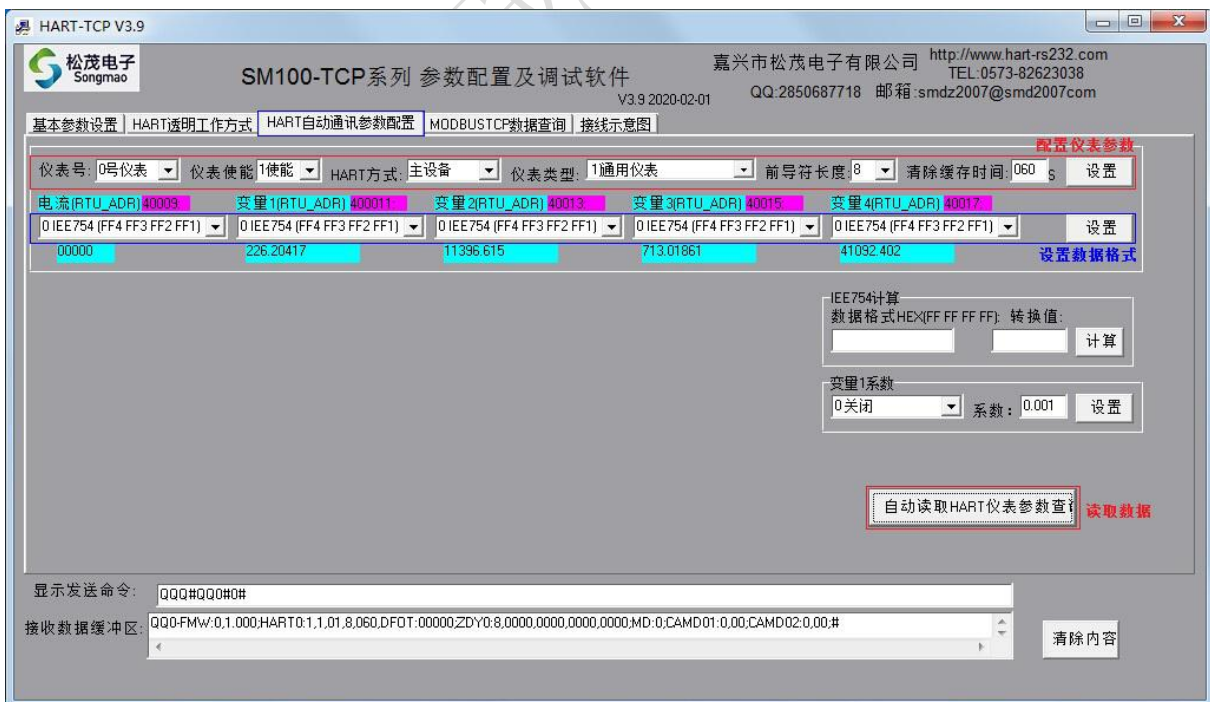 HART-TCP V3.9
松茂电子
Songmao
SM100-TCP系列 参数配置及调试软件
V3.9 2020-02-01
嘉兴市松茂电子有限公司 http://www.hart-rs232.com
TEL:0573-82623038
QQ:2850687718 邮箱:smdz2007@smd2007com
基本参数设置 HART透明工作方式 HART自动通讯参数配置 MODBUSTCP数据查询 接线示意图
配置仪表参数
仪表号: 0号仪表 仪表使能 1使能 HART方式: 主设备 仪表类型: 1通用仪表 前导符长度: 8 清除缓存时间: 060 S 设置
电流(RTU_ADR) 40009: 变里1(RTU_ADR) 400011: 变里2(RTU_ADR) 40013: 变里3(RTU_ADR) 40015: 变里4(RTU_ADR) 40017:
0 IEE754 (FF4 FF3 FF2 FF1) 0 IEE754 (FF4 FF3 FF2 FF1) 0 IEE754 (FF4 FF3 FF2 FF1) 0 IEE754 (FF4 FF3 FF2 FF1) 0 IEE754 (FF4 FF3 FF2 FF1) 设置
00000 226.20417 11396.615 713.01861 41092.402 设置数据格式
IEE754计算
数据格式HEX(FF FF FF FF): 转换值:
计算
变里1系数
0关闭 系数: 0.001 设置
自动读取HART仪表参数查 读取数据
显示发送命令: QQQ#QQ0#0#
接收数据缓冲区: QQ0-FMW:0,1.000;HART0:1,1,01,8,060,DFOT:00000,ZDY0:8,0000,0000,0000,0000;MD:0;CAMD01:0,00;CAMD02:0,00;#
清除内容